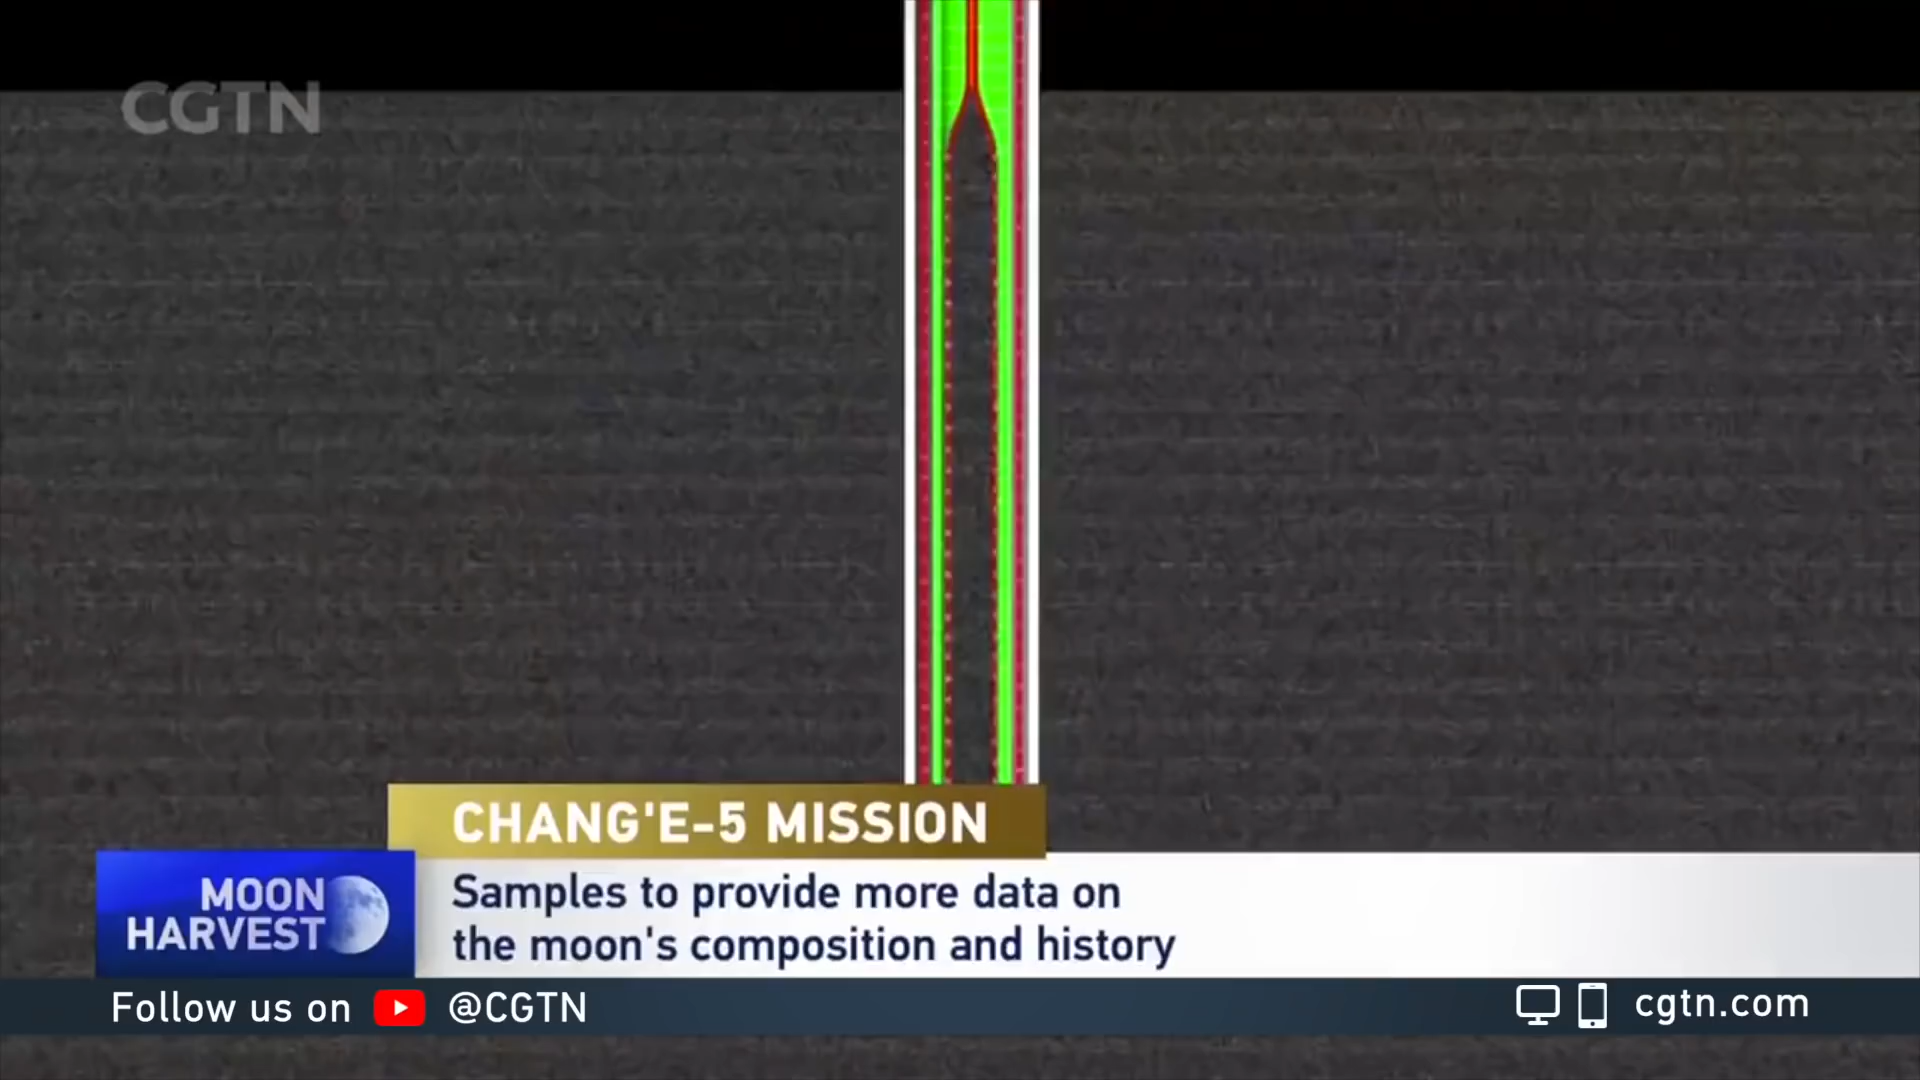 CGTN
CHANG'E-5 MISSION
MOON
HARVEST
Samples to provide more data on
the moon's composition and history
Follow us on @CGTN
cgtn.com